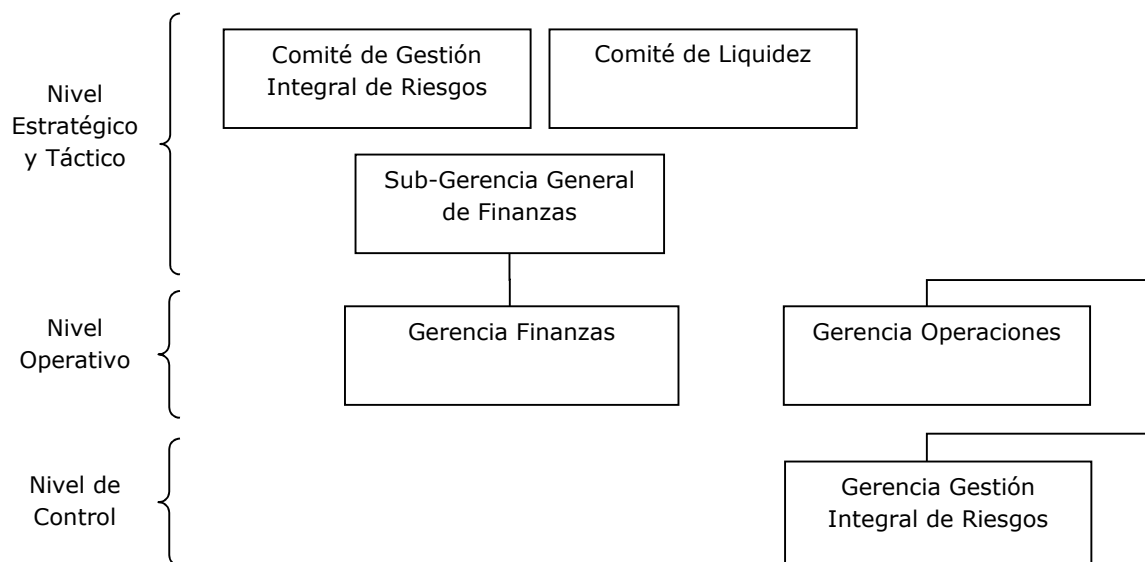 Nivel
Estratégico
y Táctico
Comité de Gestión
Integral de Riesgos
Comité de Liquidez
Sub-Gerencia General
de Finanzas
Nivel
Operativo
Gerencia Finanzas
Gerencia Operaciones
Nivel de
Control
Gerencia Gestión
Integral de Riesgos